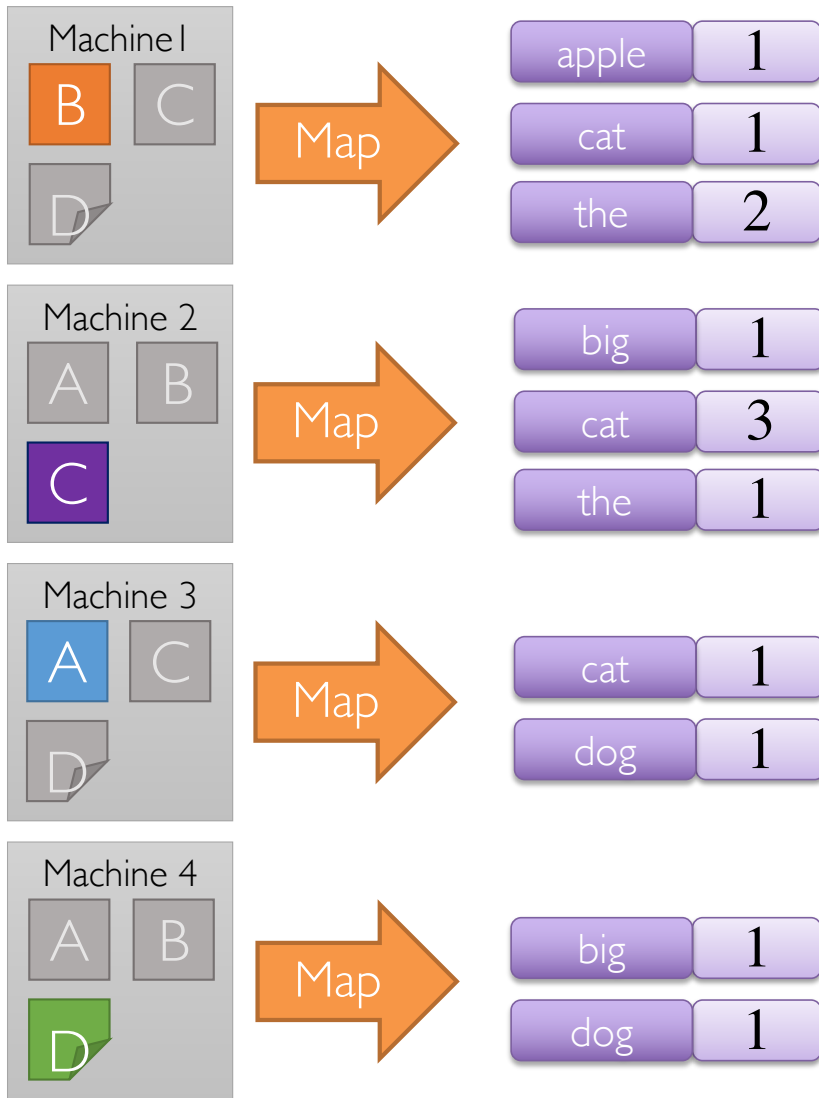 Machine1
B C
D
Map
apple 1
cat 1
the 2
Machine 2
A B
C
Map
big 1
cat 3
the 1
Machine 3
A C
D
Map
cat 1
dog 1
Machine 4
A B
D
Map
big 1
dog 1